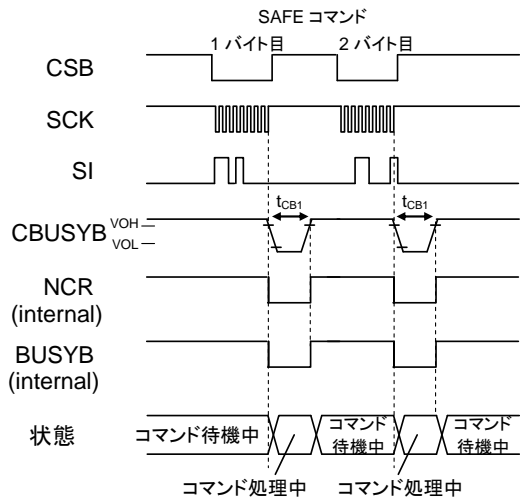 SAFE コマンド
1 バイト目 2 バイト目
CSB
SCK
SI
tCB1 tCB1
CBUSYB VOH
VOL
NCR
(internal)
BUSYB
(internal)
状態 コマンド待機中 コマンド待機中 コマンド待機中
コマンド処理中 コマンド処理中